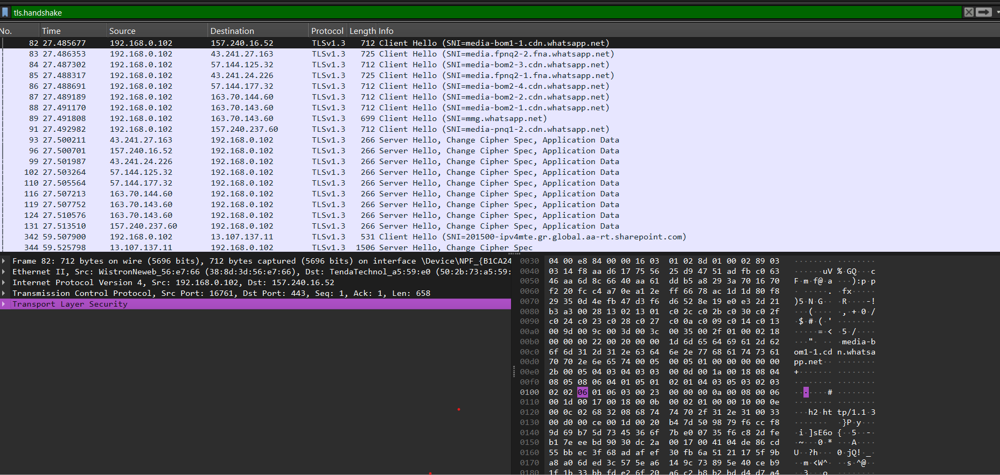 tls.handshake
No. Time Source Destination Protocol Length Info
82 27.485677 192.168.0.102 157.240.16.52 TLSv1.3 712 Client Hello (SNI=media-bom1-1.cdn.whatsapp.net)
83 27.486353 192.168.0.102 43.241.27.163 TLSv1.3 725 Client Hello (SNI=media.fpnq2-2.fna.whatsapp.net)
84 27.487302 192.168.0.102 57.144.125.32 TLSv1.3 712 Client Hello (SNI=media-bom2-3.cdn.whatsapp.net)
85 27.488317 192.168.0.102 43.241.24.226 TLSv1.3 725 Client Hello (SNI=media.fpnq2-1.fna.whatsapp.net)
86 27.488691 192.168.0.102 57.144.177.32 TLSv1.3 712 Client Hello (SNI=media-bom2-4.cdn.whatsapp.net)
87 27.489189 192.168.0.102 163.70.144.60 TLSv1.3 712 Client Hello (SNI=media-bom2-2.cdn.whatsapp.net)
88 27.491170 192.168.0.102 163.70.143.60 TLSv1.3 712 Client Hello (SNI=media-bom2-1.cdn.whatsapp.net)
89 27.491808 192.168.0.102 163.70.143.60 TLSv1.3 699 Client Hello (SNI=mmg.whatsapp.net)
91 27.492982 192.168.0.102 157.240.237.60 TLSv1.3 712 Client Hello (SNI=media-pnq1-2.cdn.whatsapp.net)
93 27.500211 43.241.27.163 192.168.0.102 TLSv1.3 266 Server Hello, Change Cipher Spec, Application Data
96 27.500701 157.240.16.52 192.168.0.102 TLSv1.3 266 Server Hello, Change Cipher Spec, Application Data
99 27.501987 43.241.24.226 192.168.0.102 TLSv1.3 266 Server Hello, Change Cipher Spec, Application Data
102 27.503264 57.144.125.32 192.168.0.102 TLSv1.3 266 Server Hello, Change Cipher Spec, Application Data
110 27.505564 57.144.177.32 192.168.0.102 TLSv1.3 266 Server Hello, Change Cipher Spec, Application Data
116 27.507213 163.70.144.60 192.168.0.102 TLSv1.3 266 Server Hello, Change Cipher Spec, Application Data
119 27.507752 163.70.143.60 192.168.0.102 TLSv1.3 266 Server Hello, Change Cipher Spec, Application Data
124 27.510576 163.70.143.60 192.168.0.102 TLSv1.3 266 Server Hello, Change Cipher Spec, Application Data
131 27.513510 157.240.237.60 192.168.0.102 TLSv1.3 266 Server Hello, Change Cipher Spec, Application Data
342 59.507900 192.168.0.102 13.107.137.11 TLSv1.3 531 Client Hello (SNI=201500-ipv4mte.gr.global.aa-rt.sharepoint.com)
344 59.525798 13.107.137.11 192.168.0.102 TLSv1.3 1506 Server Hello, Change Cipher Spec
Frame 82: 712 bytes on wire (5696 bits), 712 bytes captured (5696 bits) on interface \Device\NPF_{B1CA24
Ethernet II, Src: WistronNeweb_56:e7:66 (38:8d:3d:56:e7:66), Dst: TendaTechnol_a5:59:e0 (50:2b:73:a5:59:
Internet Protocol Version 4, Src: 192.168.0.102, Dst: 157.240.16.52
Transmission Control Protocol, Src Port: 16761, Dst Port: 443, Seq: 1, Ack: 1, Len: 658
Transport Layer Security
0030 04 00 e8 84 00 00 16 03 01 02 8d 01 00 02 89 03 ········ ········
0040 03 14 f8 aa d6 17 75 56 25 d9 47 51 ad fb c0 63 ······uV %·GQ···c
0050 46 aa 6d 8c 66 40 aa 61 dd b5 a8 29 3a 70 16 70 F·m·f@·a ···):p·p
0060 f2 20 fc c4 a7 0e a1 2e ff 66 78 ac 1d 1d 80 f8 · ·····. ·fx·····
0070 29 35 0d 4e fb 47 d3 f6 d6 52 8e 19 e0 e3 2d 21 )5·N·G·· ·R····-!
0080 b3 a3 00 28 13 02 13 01 c0 2c c0 2b c0 30 c0 2f ···(···· ·,·+·0·/
0090 c0 24 c0 23 c0 28 c0 27 c0 0a c0 09 c0 14 c0 13 ·$·#·(·' ········
00a0 00 9d 00 9c 00 3d 00 3c 00 35 00 2f 01 00 02 18 ·····=·< ·5·/····
00b0 00 00 00 22 00 20 00 00 1d 6d 65 64 69 61 2d 62 ···"· ·· ·media-b
00c0 6f 6d 31 2d 31 2e 63 64 6e 2e 77 68 61 74 73 61 om1-1.cd n.whatsa
00d0 70 70 2e 6e 65 74 00 05 00 05 01 00 00 00 00 00 pp.net·· ········
00e0 2b 00 05 04 03 04 03 03 00 0d 00 1a 00 18 08 04 +······· ········
00f0 08 05 08 06 04 01 05 01 02 01 04 03 05 03 02 03 ········ ········
0100 02 02 06 01 06 03 00 23 00 00 00 0a 00 08 00 06 ·······# ········
0110 00 1d 00 17 00 18 00 0b 00 02 01 00 00 10 00 0e ········ ········
0120 00 0c 02 68 32 08 68 74 74 70 2f 31 2e 31 00 33 ···h2·ht tp/1.1·3
0130 00 d0 00 ce 00 1d 00 20 b4 7d 50 98 79 f6 cc f8 ······· ·}P·y···
0140 9d 69 b7 5d 73 45 36 6f 7b e0 07 35 f6 c8 2d fe ·i·]sE6o {··5··-·
0150 b1 7e ee bd 90 30 dc 2a 00 17 00 41 04 de 86 cd ·~···0·* ···A····
0160 55 bb ec 3f 68 ad af ef 30 fb 6a 51 21 17 5f 9b U··?h··· 0·jQ!·_·
0170 a8 a0 6d ed 3c 57 5e a6 14 9c 73 89 5e 40 ce b9 ··m·<W^· ··s·^@··
0180 1f 1b 33 bb fd e2 6f 20 a6 c2 b8 b2 bd d4 d7 a4 ··3···o